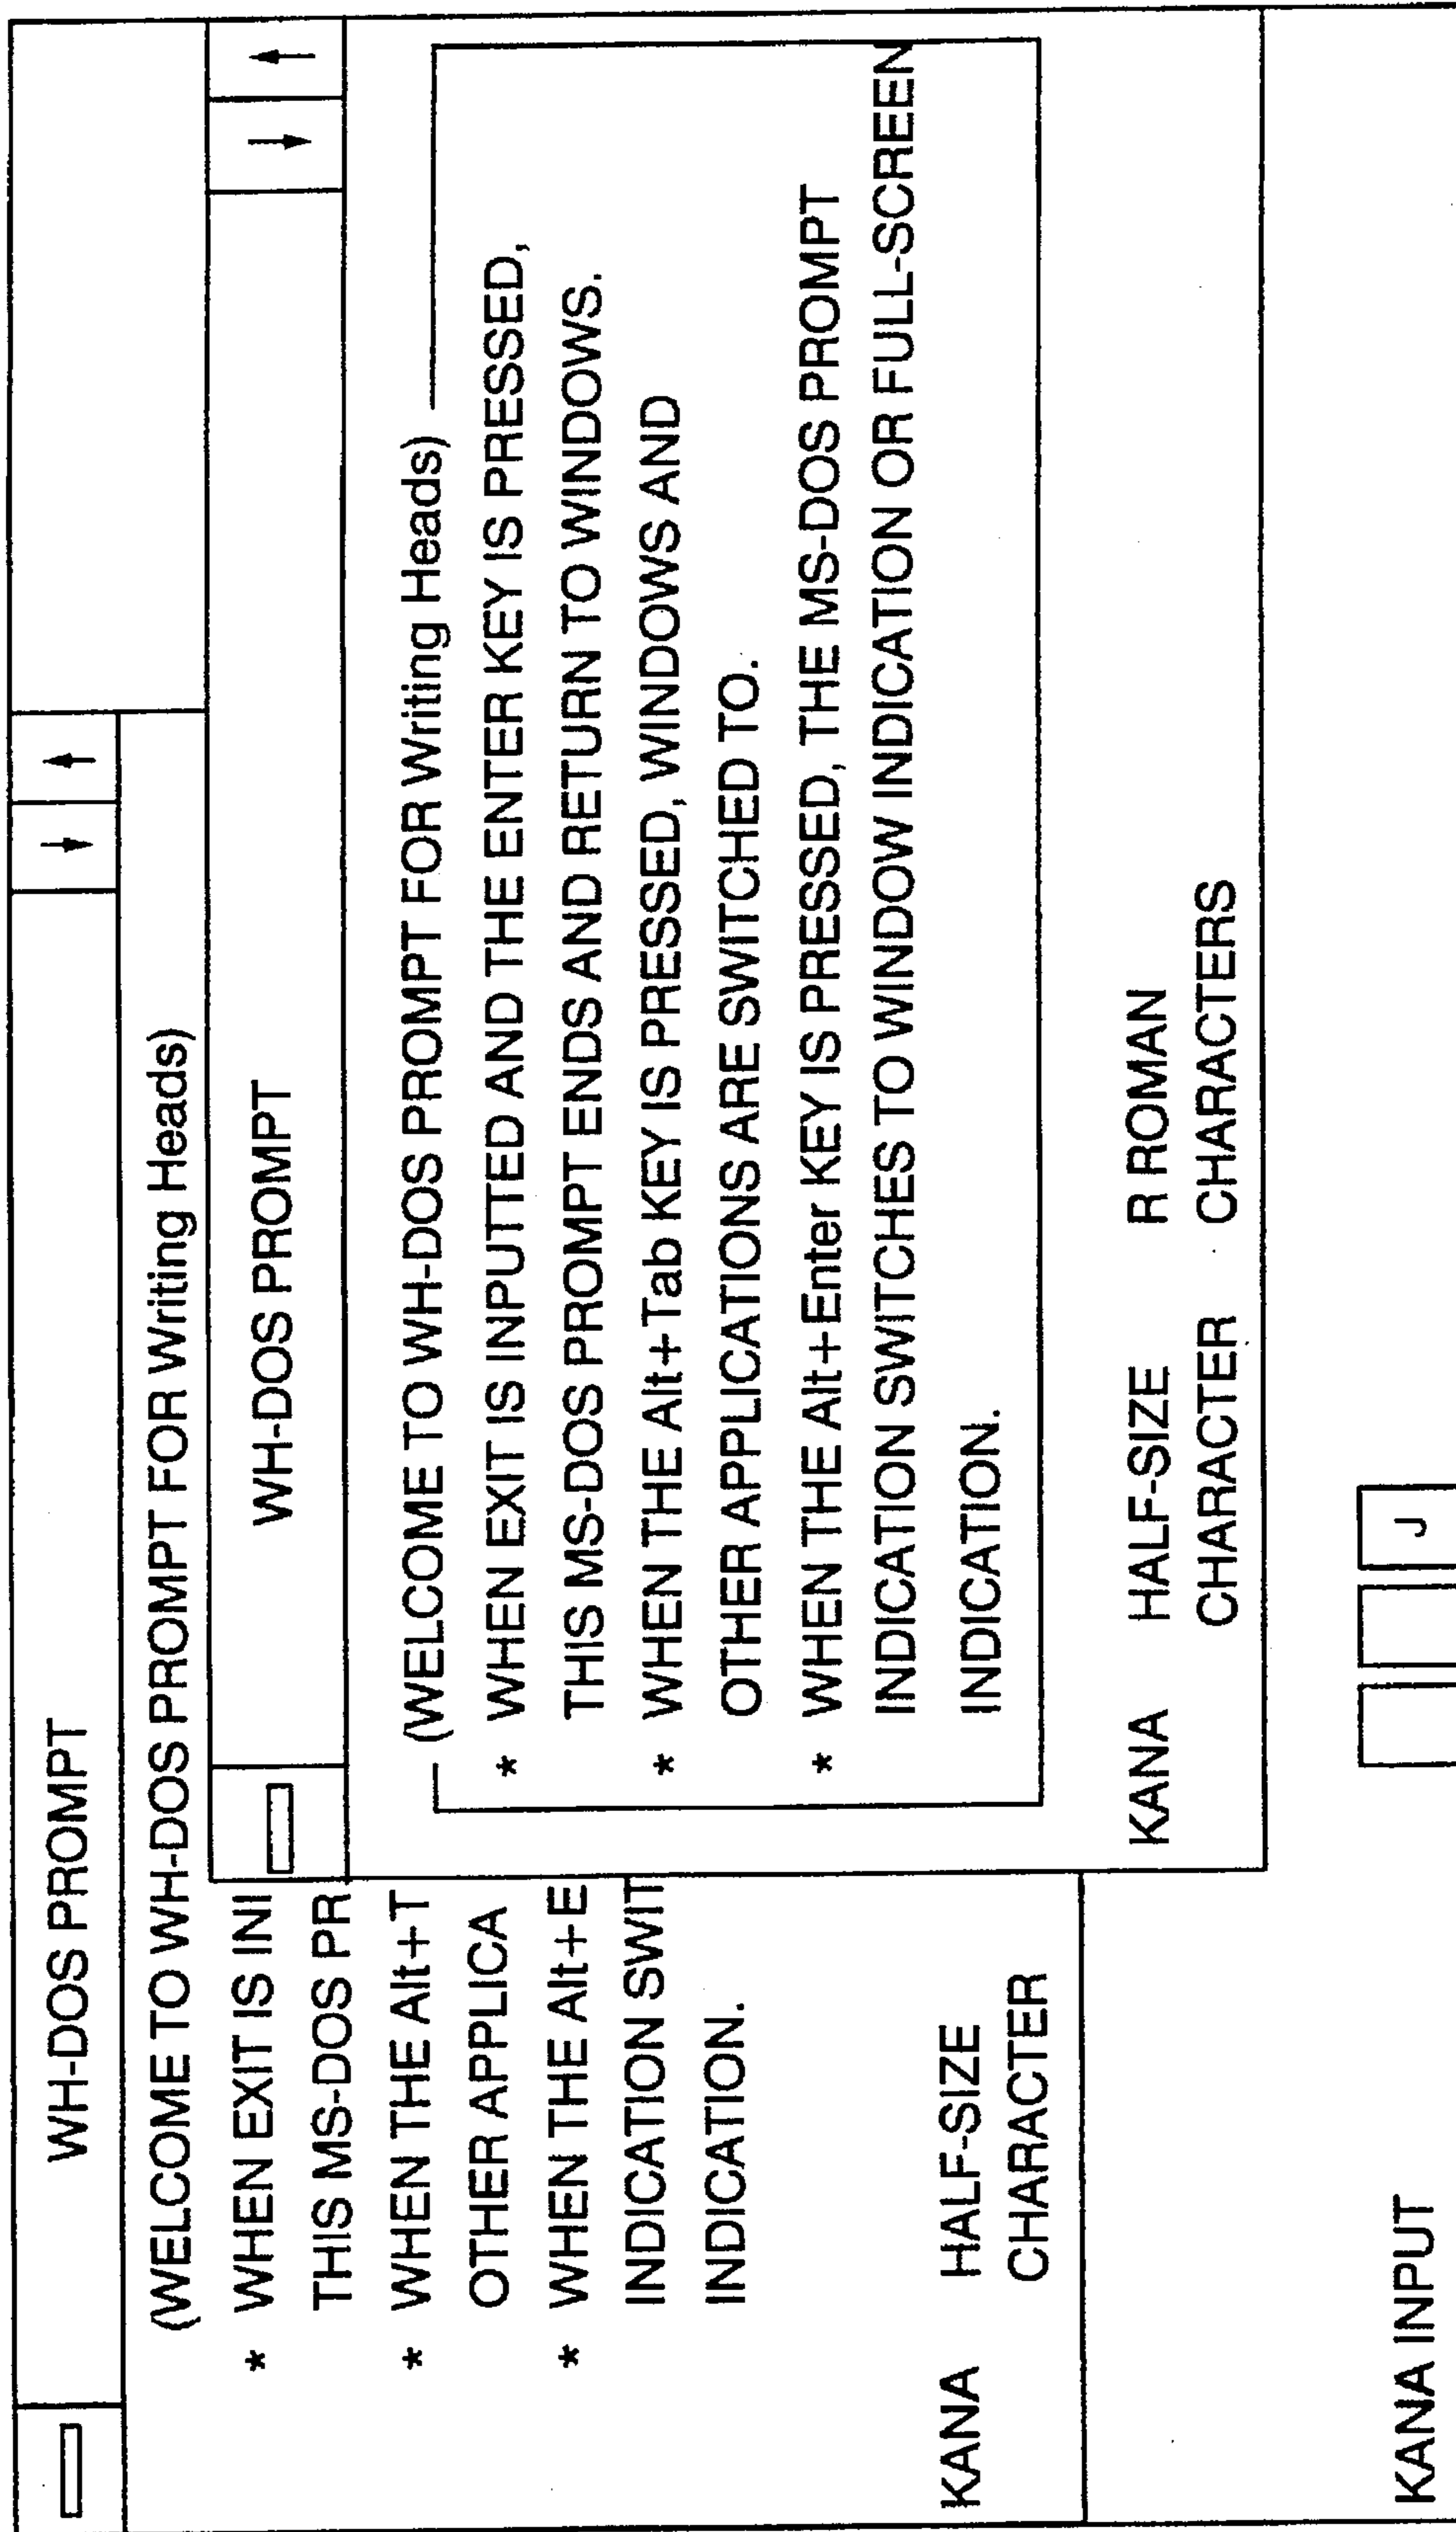 WH-DOS PROMPT
(WELCOME TO WH-DOS PROMPT FOR Writing Heads)
* WHEN EXIT IS INI
THIS MS-DOS PR
* WHEN THE Alt+T
OTHER APPLICA
* WHEN THE Alt+E
INDICATION SWIT
INDICATION.
KANA HALF-SIZE
CHARACTER
WH-DOS PROMPT
(WELCOME TO WH-DOS PROMPT FOR Writing Heads)
* WHEN EXIT IS INPUTTED AND THE ENTER KEY IS PRESSED,
THIS MS-DOS PROMPT ENDS AND RETURN TO WINDOWS.
* WHEN THE Alt+Tab KEY IS PRESSED, WINDOWS AND
OTHER APPLICATIONS ARE SWITCHED TO.
* WHEN THE Alt+Enter KEY IS PRESSED, THE MS-DOS PROMPT
INDICATION SWITCHES TO WINDOW INDICATION OR FULL-SCREEN
INDICATION.
KANA HALF-SIZE R ROMAN
CHARACTER CHARACTERS
KANA INPUT J